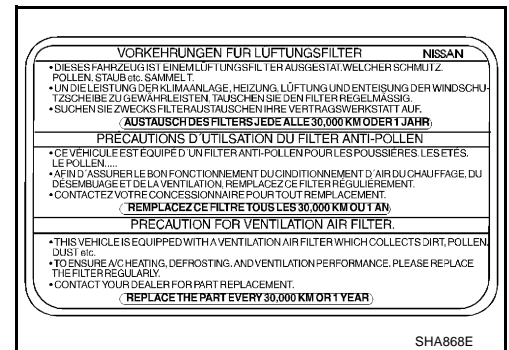 VORKEHRUNGEN FÜR LÜFTUNGSFILTER NISSAN
• DIESES FAHRZEUG IST EINEM LÜFTUNGSFILTER AUSGESTAT.WELCHER SCHMUTZ.
POLLEN, STAUB etc. SAMMELT.
• UN DIE LEISTUNG DER KLIMAANLAGE, HEIZUNG, LÜFTUNG UND ENTEISUNG DER WINDSCHU-
TZSCHEIBE ZU GEWÄHRLEISTEN, TAUSCHEN SIE DEN FILTER REGELMÄSSIG.
• SUCHEN SIE ZWECKS FILTERAUSTAUSCHEN IHRE VERTRAGSWERKSTATT AUF.
AUSTAUSCH DES FILTERS JEDE ALLE 30,000 KM ODER 1 JAHR
PRÉCAUTIONS D'UTILSATION DU FILTER ANTI-POLLEN
• CE VÉHICULE EST ÉQUIPÉ D'UN FILTER ANTI-POLLEN POUR LES POUSSIÈRES. LES ETÉS.
LE POLLEN.....
• AFIN D'ASSURER LE BON FONCTIONNEMENT DU CINDITIONNEMENT D'AIR DU CHAUFFAGE, DU
DÉSEMBUAGE ET DE LA VENTILATION, REMPLACEZ CE FILTER RÉGULIÈREMENT.
• CONTACTEZ VOTRE CONCESSIONNAIRE POUR TOUT REMPLACEMENT.
REMPLACEZ CE FILTRE TOUS LES 30,000 KM OU 1 AN
PRECAUTION FOR VENTILATION AIR FILTER.
• THIS VEHICLE IS EQUIPPED WITH A VENTILATION AIR FILTER WHICH COLLECTS DIRT, POLLEN,
DUST etc.
• TO ENSURE A/C HEATING, DEFROSTING. AND VENTILATION PERFORMANCE. PLEASE REPLACE
THE FILTER REGULARLY.
• CONTACT YOUR DEALER FOR PART REPLACEMENT.
REPLACE THE PART EVERY 30,000 KM OR 1 YEAR
SHA868E